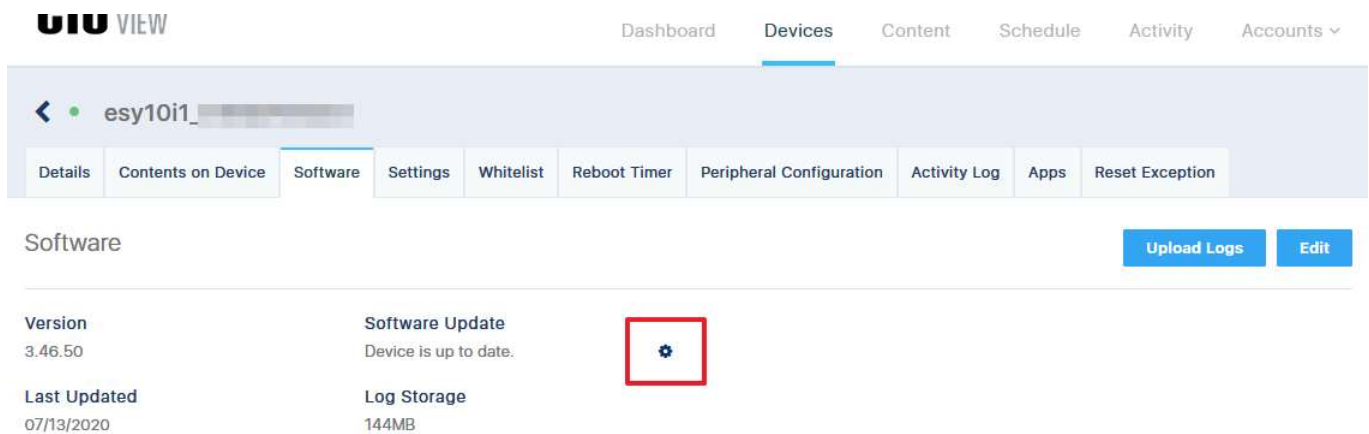 VIEW Dashboard Devices Content Schedule Activity Accounts
esy10i1_
Details Contents on Device Software Settings Whitelist Reboot Timer Peripheral Configuration Activity Log Apps Reset Exception
Software Upload Logs Edit
Version Software Update
3.46.50 Device is up to date.
Last Updated Log Storage
07/13/2020 144MB